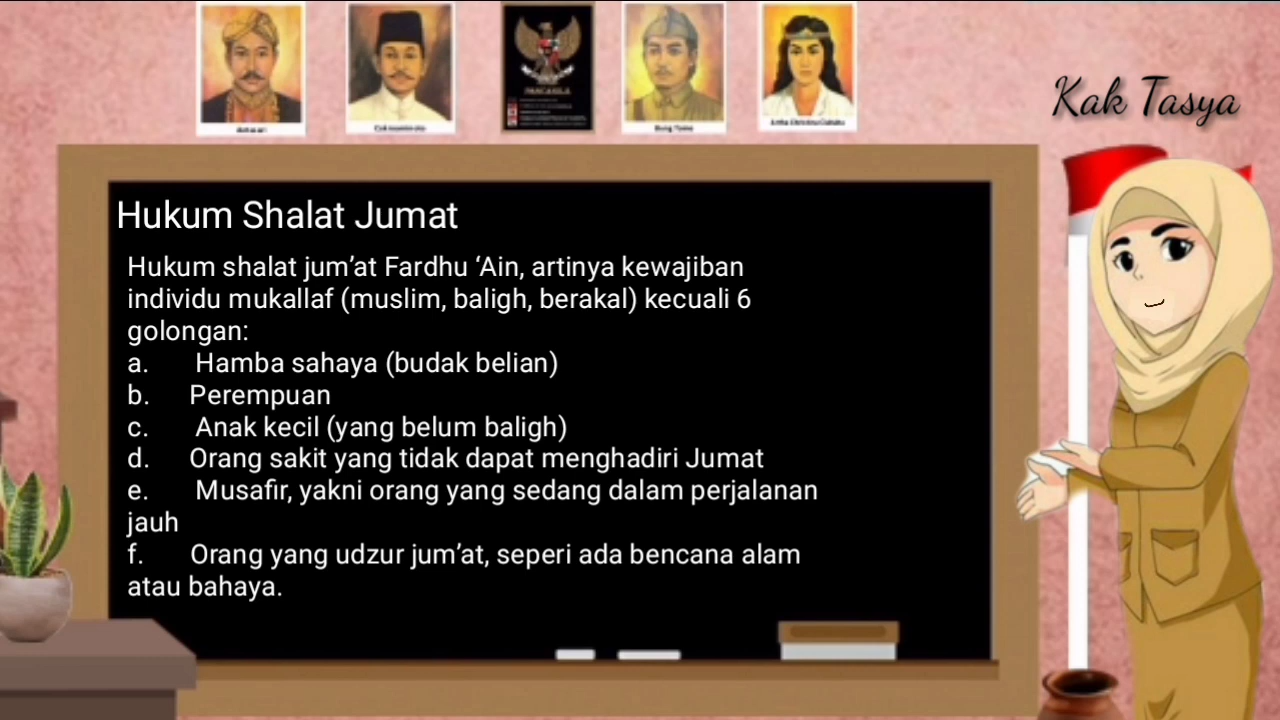 PANCASILA
Bung Tomo
Kak Tasya
Hukum Shalat Jumat
Hukum shalat jum’at Fardhu ‘Ain, artinya kewajiban
individu mukallaf (muslim, baligh, berakal) kecuali 6
golongan:
a. Hamba sahaya (budak belian)
b. Perempuan
c. Anak kecil (yang belum baligh)
d. Orang sakit yang tidak dapat menghadiri Jumat
e. Musafir, yakni orang yang sedang dalam perjalanan
jauh
f. Orang yang udzur jum’at, seperi ada bencana alam
atau bahaya.